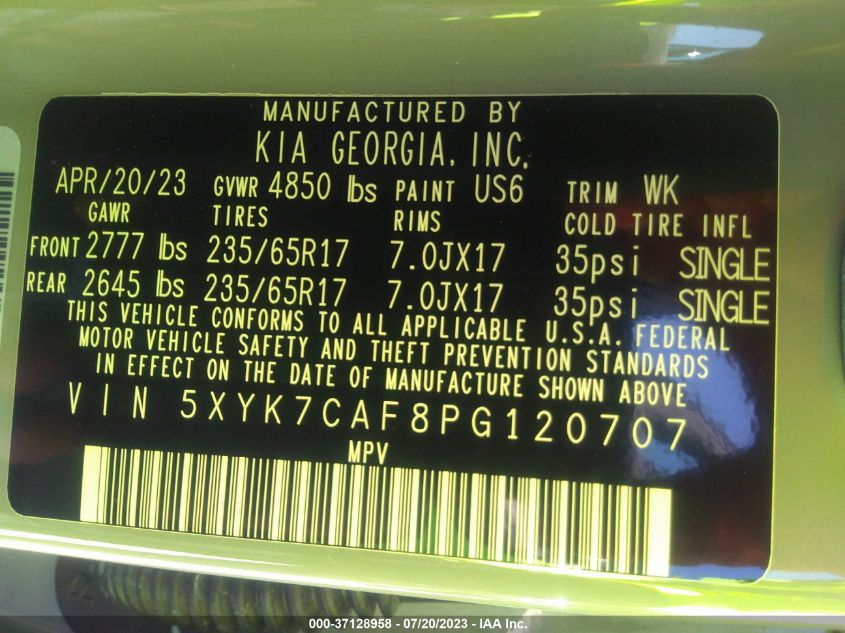 MANUFACTURED BY
KIA GEORGIA, INC.
APR/20/23 GVWR 4850 lbs PAINT US6 TRIM WK
GAWR TIRES RIMS COLD TIRE INFL
FRONT 2777 lbs 235/65R17 7.0JX17 35psi SINGLE
REAR 2645 lbs 235/65R17 7.0JX17 35psi SINGLE
THIS VEHICLE CONFORMS TO ALL APPLICABLE U.S.A. FEDERAL
MOTOR VEHICLE SAFETY AND THEFT PREVENTION STANDARDS
IN EFFECT ON THE DATE OF MANUFACTURE SHOWN ABOVE
VIN 5XYK7CAF8PG120707
MPV
000-37128958 - 07/20/2023 - IAA Inc.